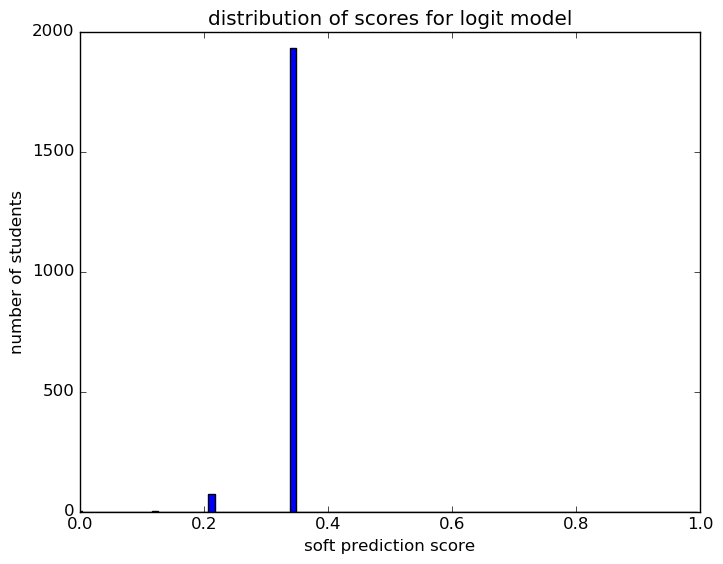 distribution of scores for logit model
2000
1500
1000
500
0
number of students
0.0 0.2 0.4 0.6 0.8 1.0
soft prediction score